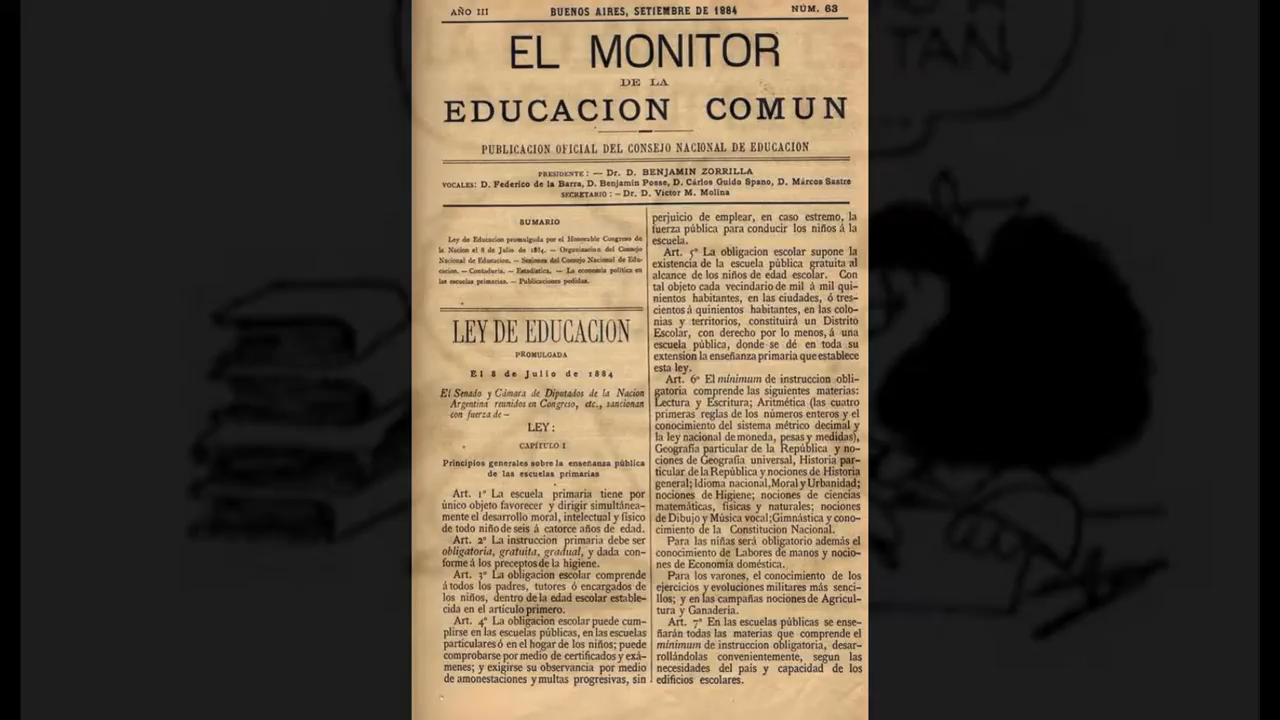 AÑO III
BUENOS AIRES, SETIEMBRE DE 1884
NÚM. 63
EL MONITOR
DE LA
EDUCACION COMUN
PUBLICACION OFICIAL DEL CONSEJO NACIONAL DE EDUCACION
PRESIDENTE: — Dr. D. BENJAMIN ZORRILLA
VOCALES: D. Federico de la Barra, D. Benjamin Posse, D. Cárlos Guido Spano, D. Márcos Sastre
SECRETARIO: — Dr. D. Victor M. Molina
SUMARIO
Ley de Educacion promulgada por el Honorable Congreso de
la Nacion el 8 de Julio de 1884. — Organizacion del Consejo
Nacional de Educacion. — Sesiones del Consejo Nacional de Edu-
cacion. — Contaduría. — Estadística. — La economía política en
las escuelas primarias. — Publicaciones pedidas.
LEY DE EDUCACION
PROMULGADA
El 8 de Julio de 1884
El Senado y Cámara de Diputados de la Nacion
Argentina reunidos en Congreso, etc., sancionan
con fuerza de —
LEY:
CAPÍTULO I
Principios generales sobre la enseñanza pública
de las escuelas primarias
Art. 1º La escuela primaria tiene por
único objeto favorecer y dirigir simultánea-
mente el desarrollo moral, intelectual y físico
de todo niño de seis á catorce años de edad.
Art. 2º La instruccion primaria debe ser
obligatoria, gratuita, gradual, y dada con-
forme á los preceptos de la higiene.
Art. 3º La obligacion escolar comprende
á todos los padres, tutores ó encargados de
los niños, dentro de la edad escolar estable-
cida en el artículo primero.
Art. 4º La obligacion escolar puede cum-
plirse en las escuelas públicas, en las escuelas
particulares ó en el hogar de los niños; puede
comprobarse por medio de certificados y exá-
menes; y exigirse su observancia por medio
de amonestaciones y multas progresivas, sin
perjuicio de emplear, en caso estremo, la
fuerza pública para conducir los niños á la
escuela.
Art. 5º La obligacion escolar supone la
existencia de la escuela pública gratuita al
alcance de los niños de edad escolar. Con
tal objeto cada vecindario de mil á mil qui-
nientos habitantes, en las ciudades, ó tres-
cientos á quinientos habitantes, en las colo-
nias y territorios, constituirá un Distrito
Escolar, con derecho por lo menos, á una
escuela pública, donde se dé en toda su
extension la enseñanza primaria que establece
esta ley.
Art. 6º El mínimum de instruccion obli-
gatoria comprende las siguientes materias:
Lectura y Escritura; Aritmética (las cuatro
primeras reglas de los números enteros y el
conocimiento del sistema métrico decimal y
la ley nacional de moneda, pesas y medidas),
Geografía particular de la República y no-
ciones de Geografía universal, Historia par-
ticular de la República y nociones de Historia
general; Idioma nacional, Moral y Urbanidad;
nociones de Higiene; nociones de ciencias
matemáticas, físicas y naturales; nociones
de Dibujo y Música vocal; Gimnástica y cono-
cimiento de la Constitucion Nacional.
Para las niñas será obligatorio además el
conocimiento de Labores de manos y nocio-
nes de Economía doméstica.
Para los varones, el conocimiento de los
ejercicios y evoluciones militares más senci-
llos; y en las campañas nociones de Agricul-
tura y Ganadería.
Art. 7º En las escuelas públicas se ense-
ñarán todas las materias que comprende el
mínimum de instruccion obligatoria, desar-
rollándolas convenientemente, segun las
necesidades del país y capacidad de los
edificios escolares.
TAN